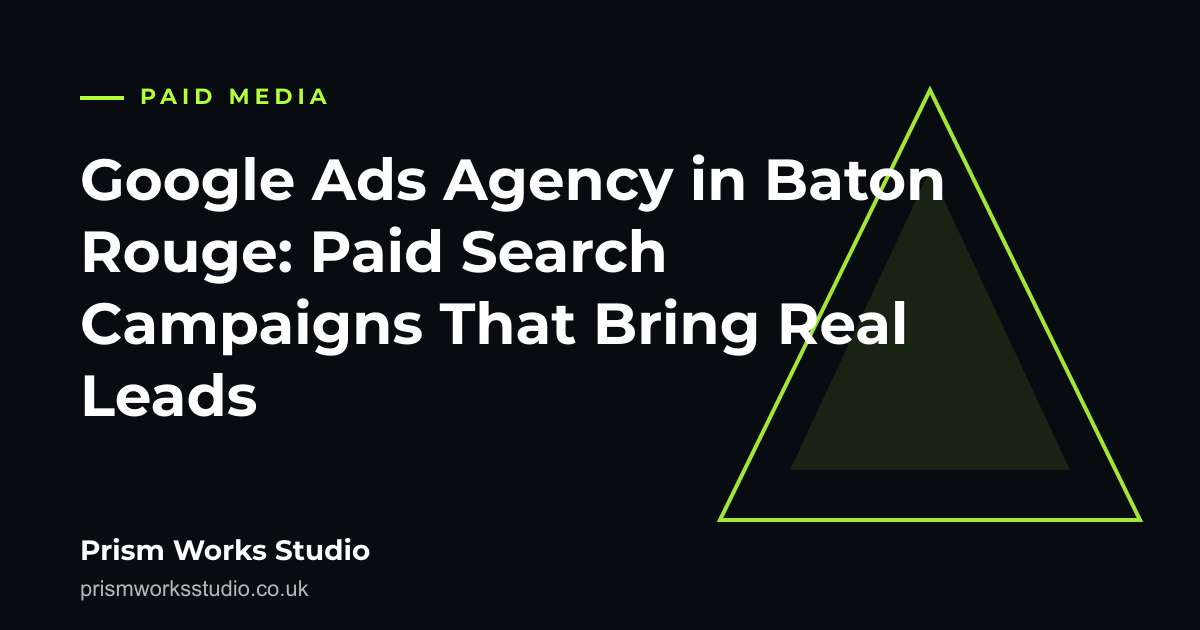 PAID MEDIA
Google Ads Agency in Baton
Rouge: Paid Search
Campaigns That Bring Real
Leads
Prism Works Studio
prismworksstudio.co.uk